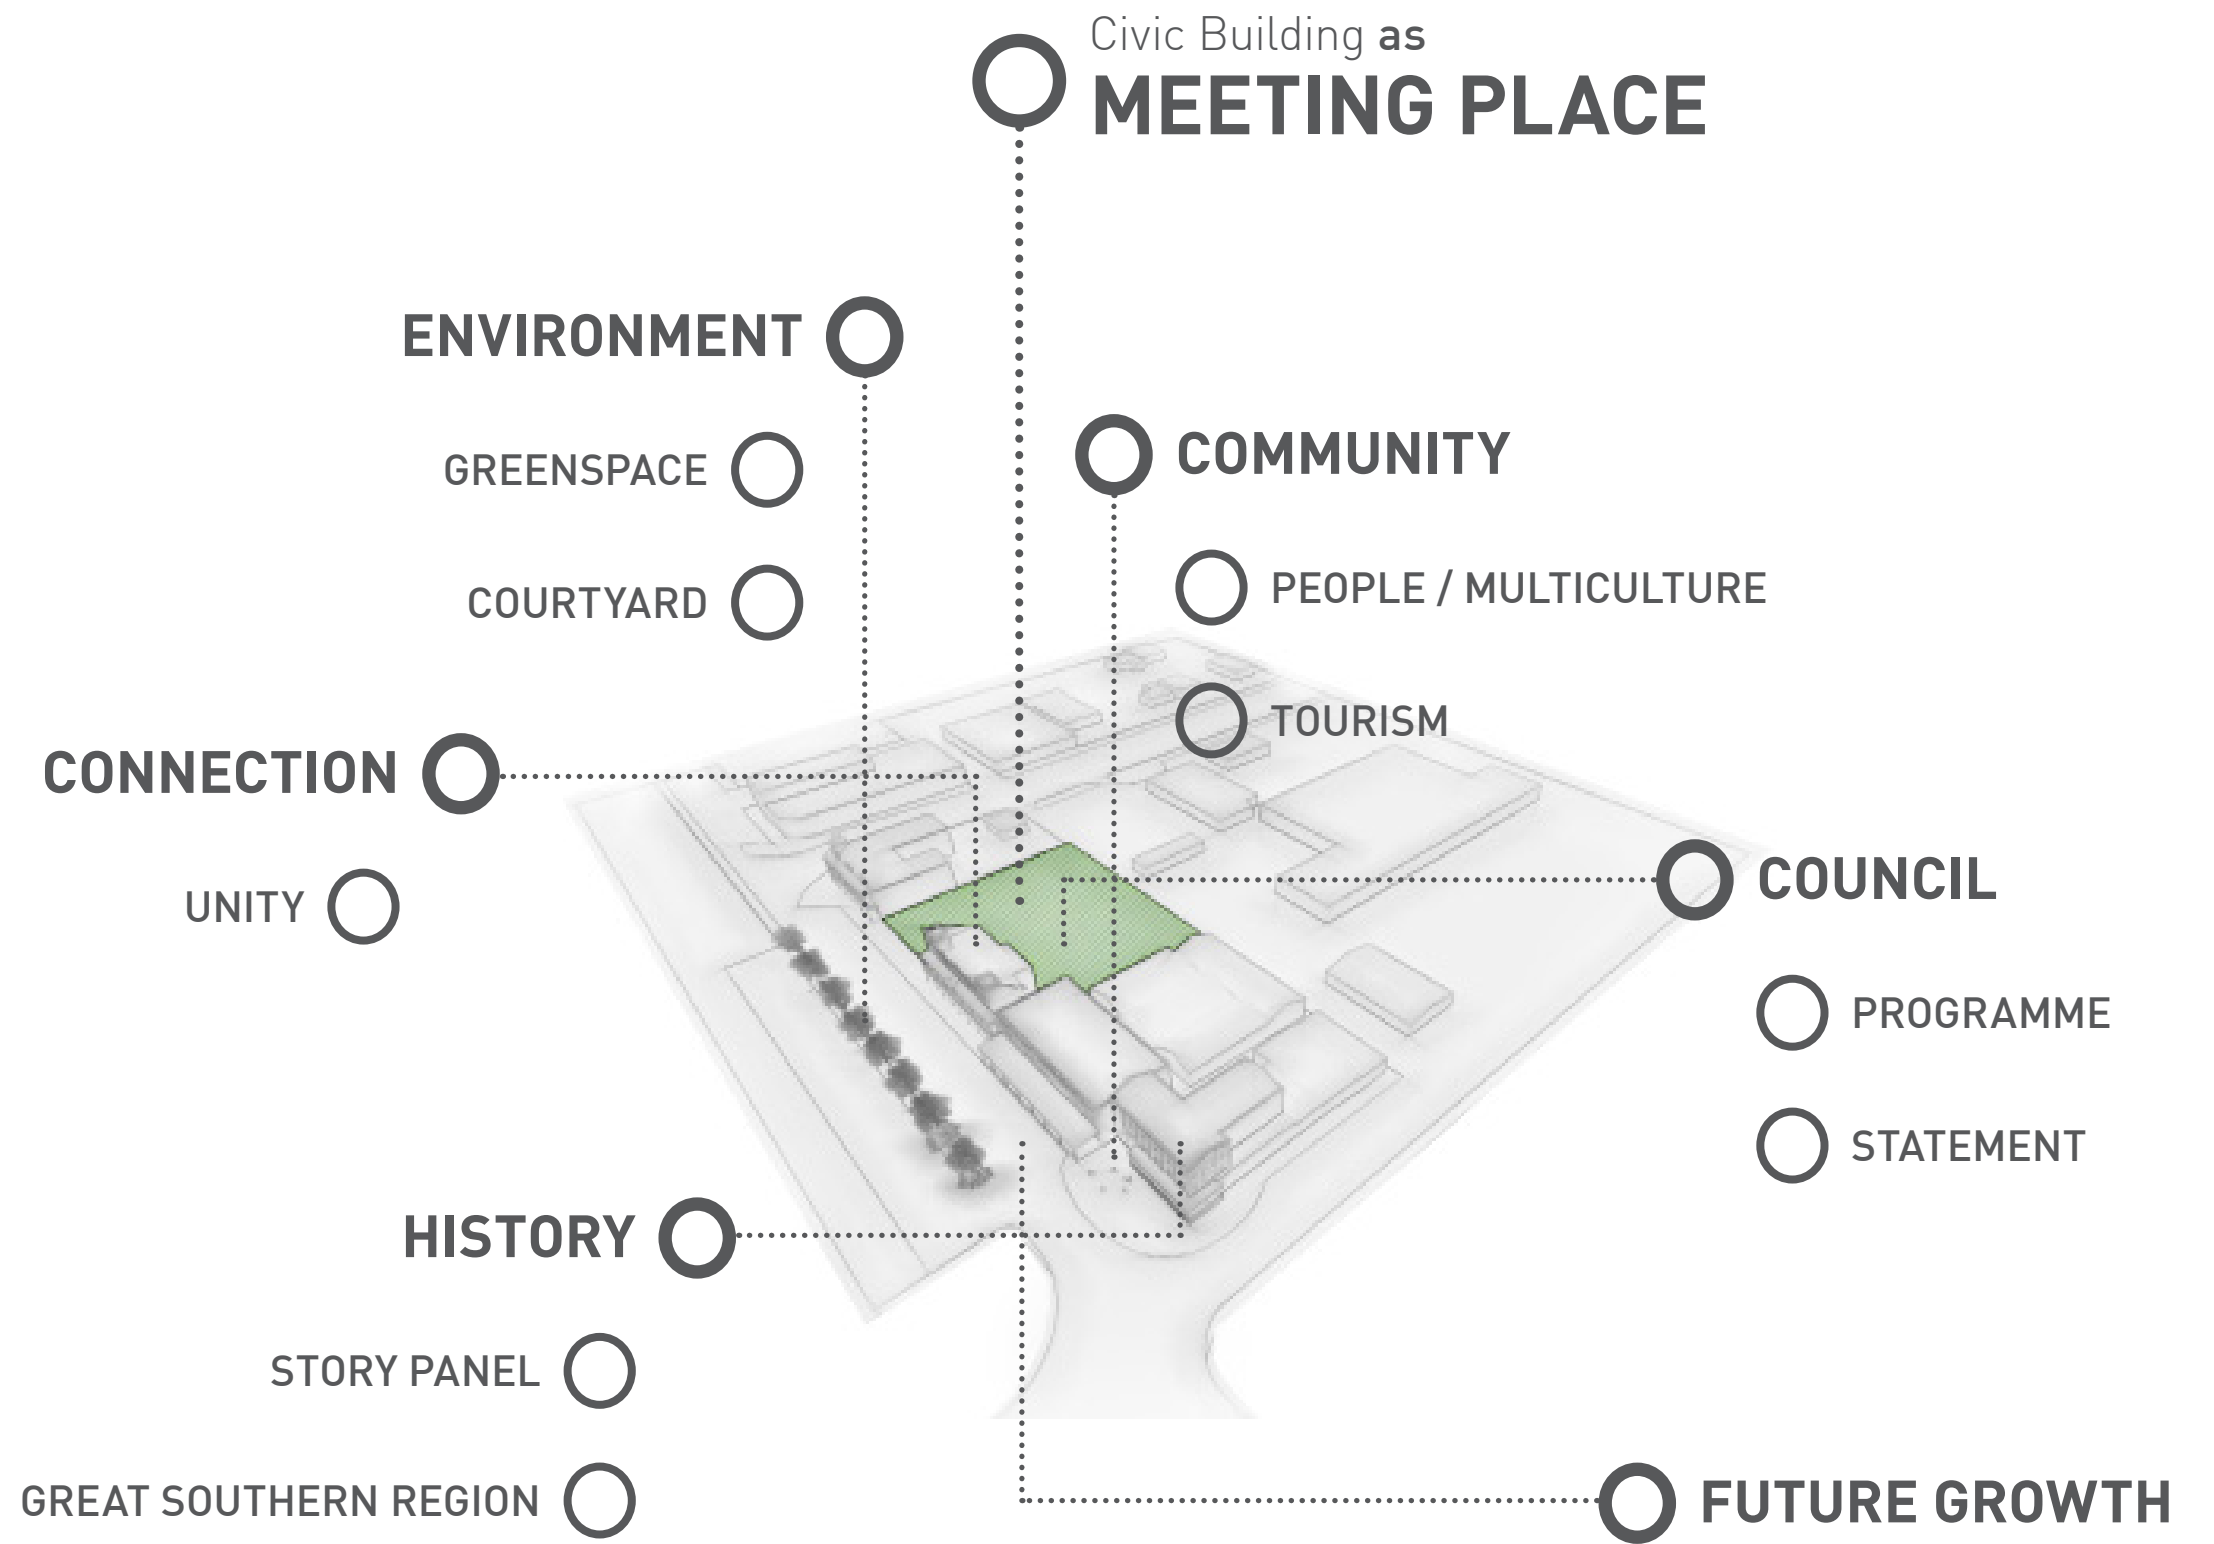 Civic Building as
MEETING PLACE
ENVIRONMENT
GREENSPACE
COURTYARD
COMMUNITY
PEOPLE / MULTICULTURE
TOURISM
CONNECTION
UNITY
COUNCIL
PROGRAMME
STATEMENT
HISTORY
STORY PANEL
GREAT SOUTHERN REGION
FUTURE GROWTH